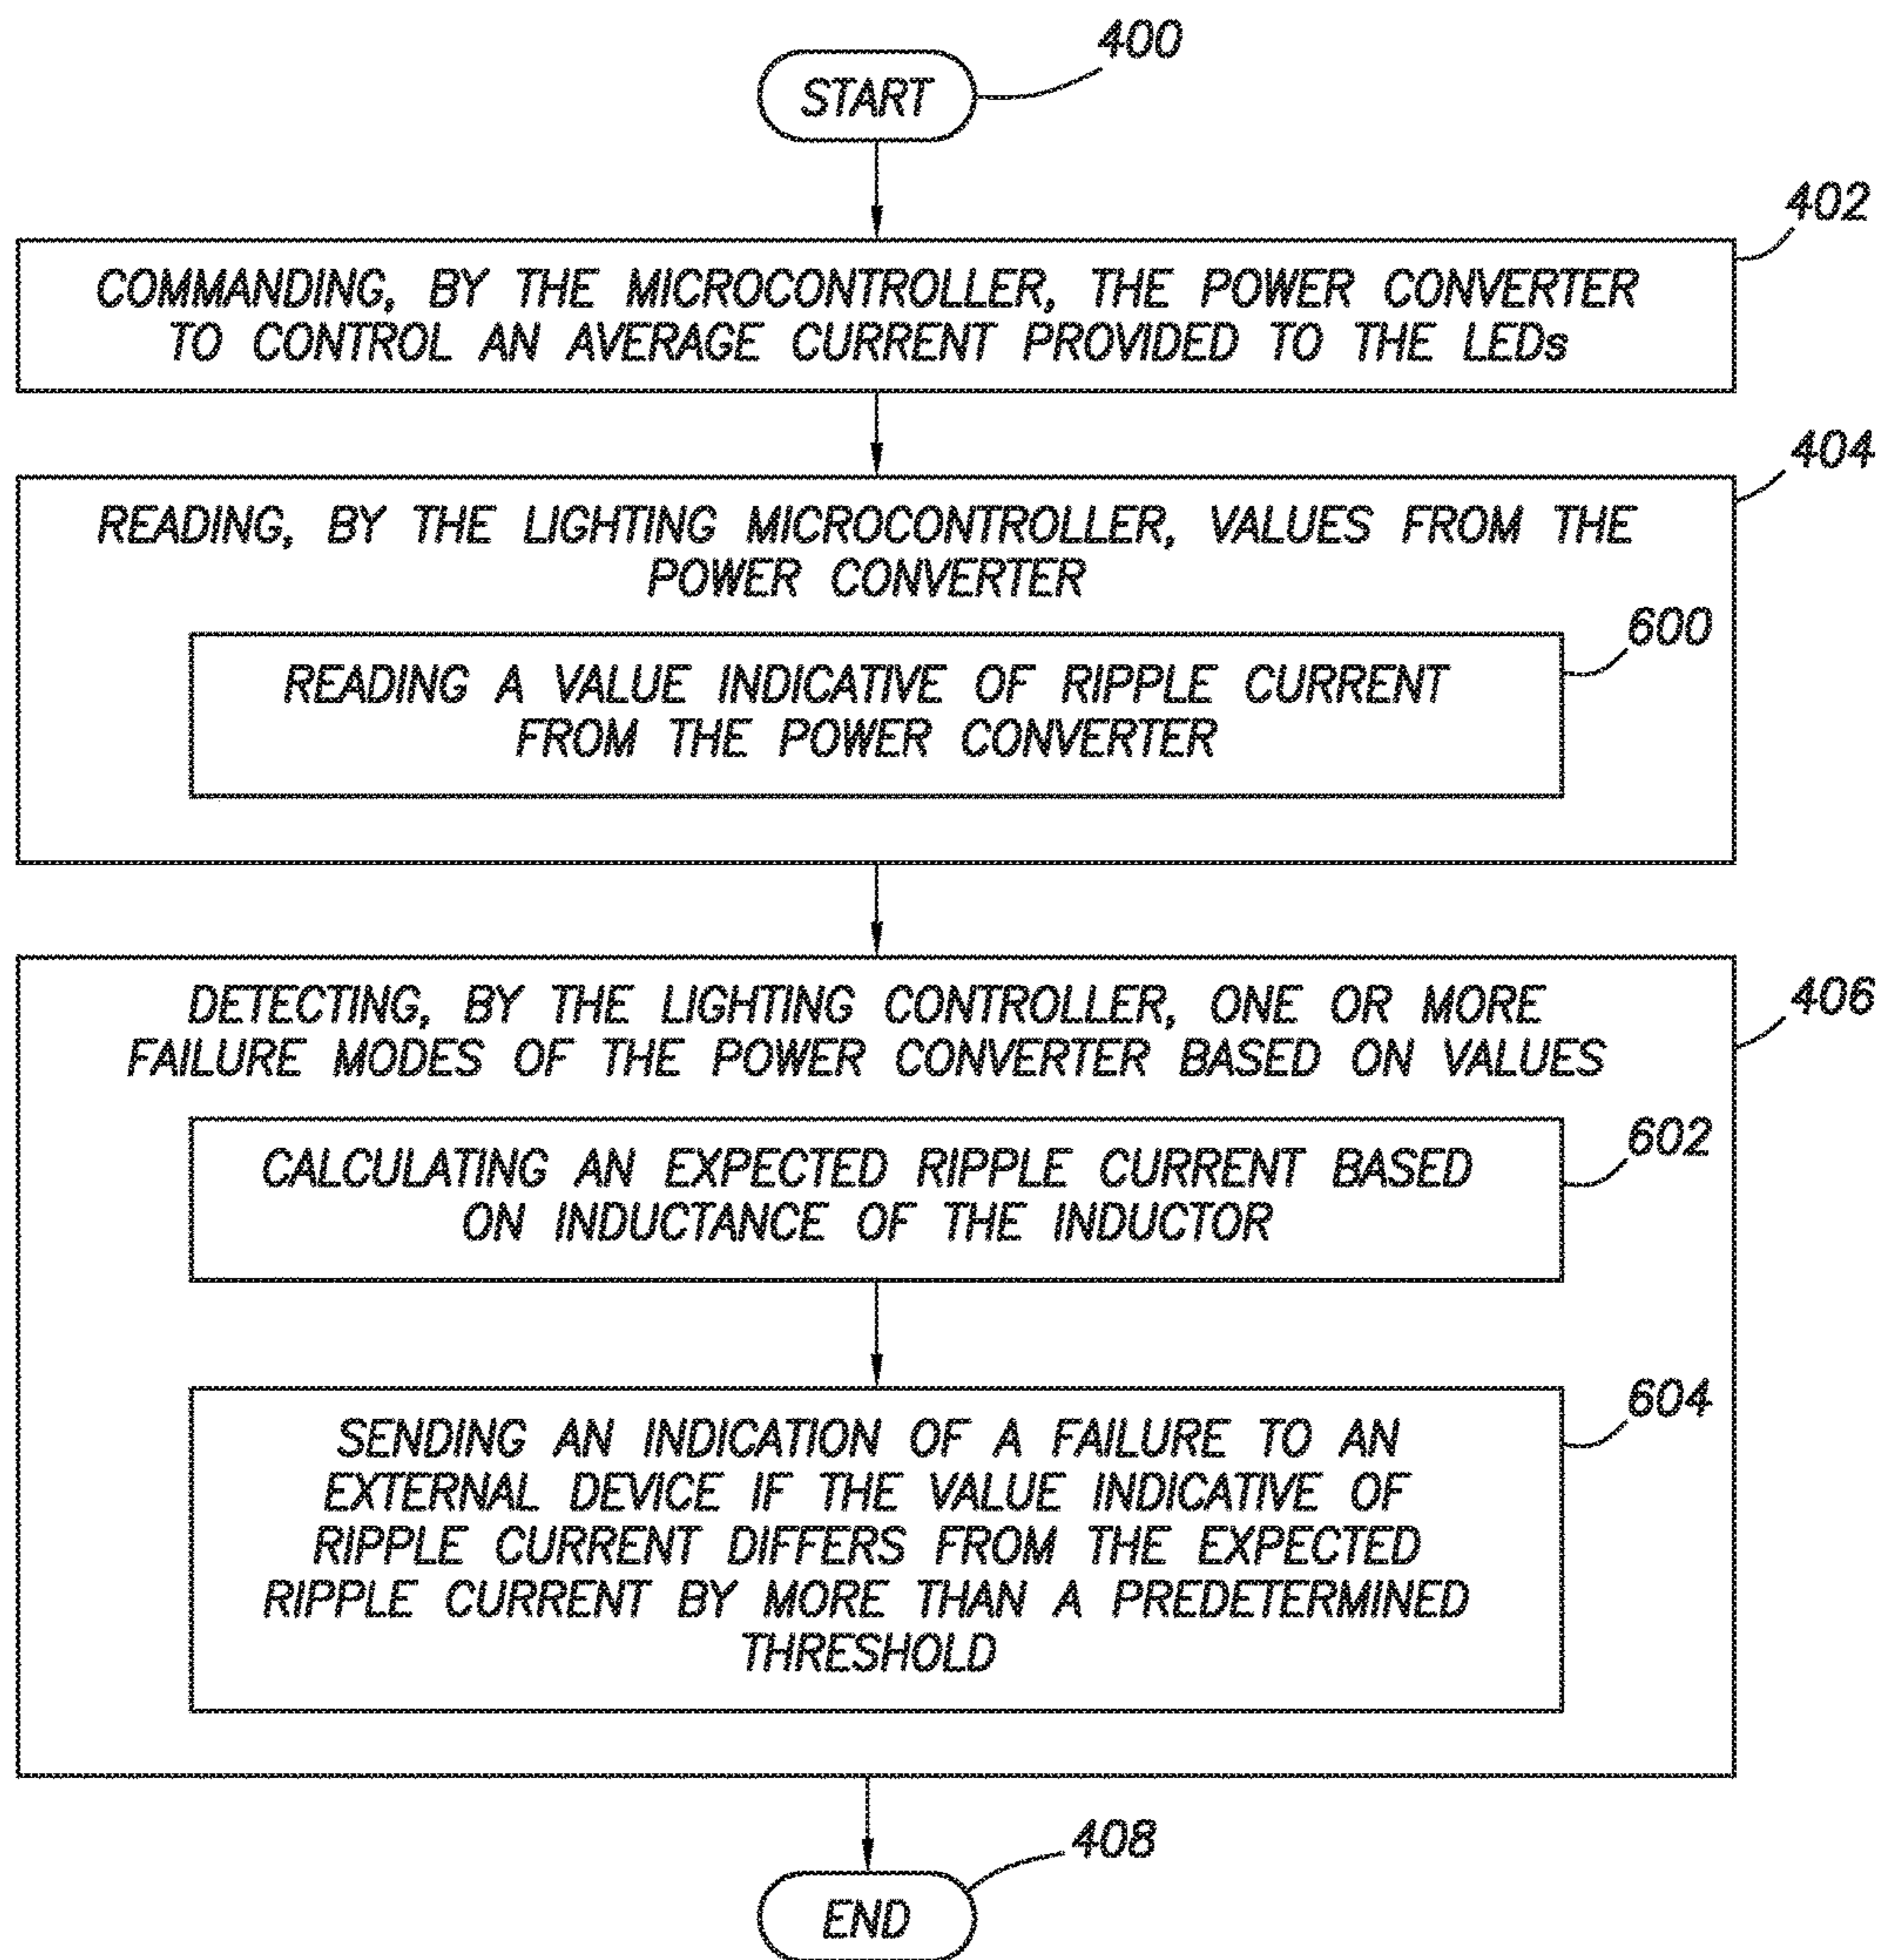 START
400
402
COMMANDING, BY THE MICROCONTROLLER, THE POWER CONVERTER
TO CONTROL AN AVERAGE CURRENT PROVIDED TO THE LEDs
404
READING, BY THE LIGHTING MICROCONTROLLER, VALUES FROM THE
POWER CONVERTER
600
READING A VALUE INDICATIVE OF RIPPLE CURRENT
FROM THE POWER CONVERTER
406
DETECTING, BY THE LIGHTING CONTROLLER, ONE OR MORE
FAILURE MODES OF THE POWER CONVERTER BASED ON VALUES
602
CALCULATING AN EXPECTED RIPPLE CURRENT BASED
ON INDUCTANCE OF THE INDUCTOR
604
SENDING AN INDICATION OF A FAILURE TO AN
EXTERNAL DEVICE IF THE VALUE INDICATIVE OF
RIPPLE CURRENT DIFFERS FROM THE EXPECTED
RIPPLE CURRENT BY MORE THAN A PREDETERMINED
THRESHOLD
408
END